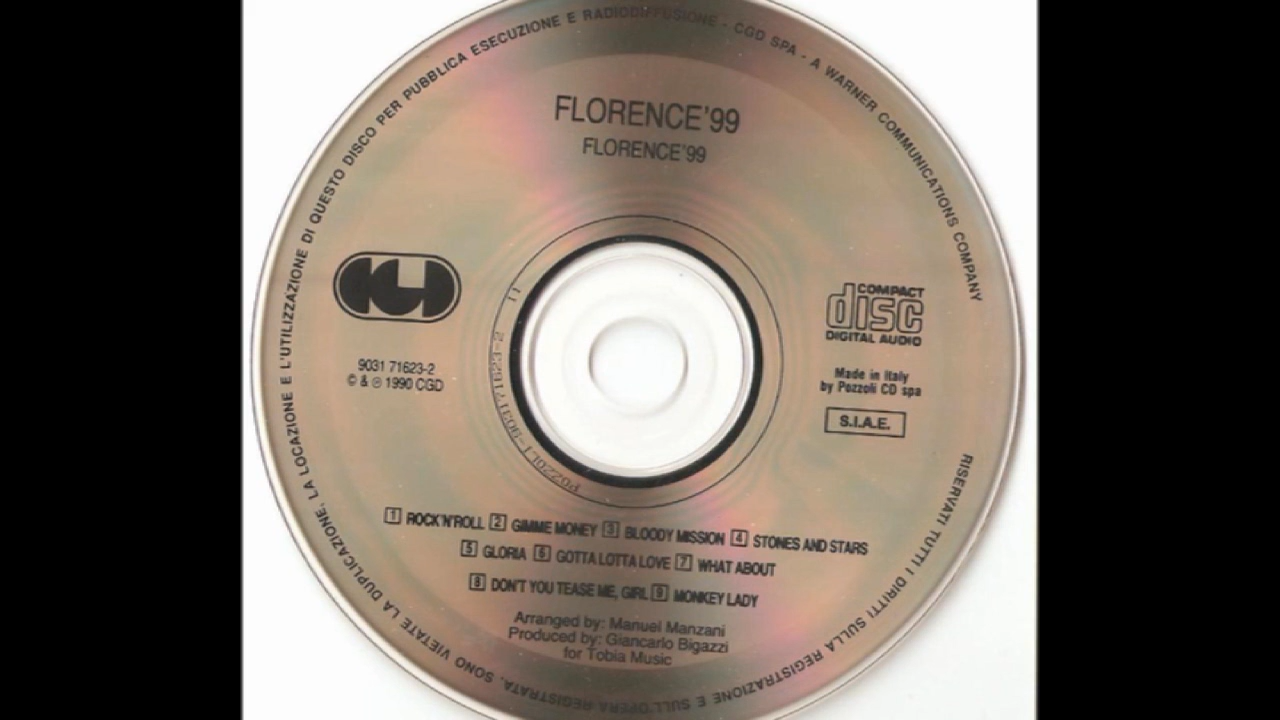 FLORENCE'99
FLORENCE'99
9031 71623-2
© & ℗ 1990 CGD
COMPACT
disc
DIGITAL AUDIO
Made in Italy
by Pozzoli CD spa
S.I.A.E.
POZZOLI-903171623-2 11
1 ROCK'N'ROLL 2 GIMME MONEY 3 BLOODY MISSION 4 STONES AND STARS
5 GLORIA 6 GOTTA LOTTA LOVE 7 WHAT ABOUT
8 DON'T YOU TEASE ME, GIRL 9 MONKEY LADY
Arranged by: Manuel Manzani
Produced by: Giancarlo Bigazzi
for Tobia Music
RISERVATI TUTTI I DIRITTI SULLA REGISTRAZIONE E SULL'OPERA REGISTRATA. SONO VIETATE LA DUPLICAZIONE, LA LOCAZIONE E L'UTILIZZAZIONE DI QUESTO DISCO PER PUBBLICA ESECUZIONE E RADIODIFFUSIONE - CGD SPA - A WARNER COMMUNICATIONS COMPANY